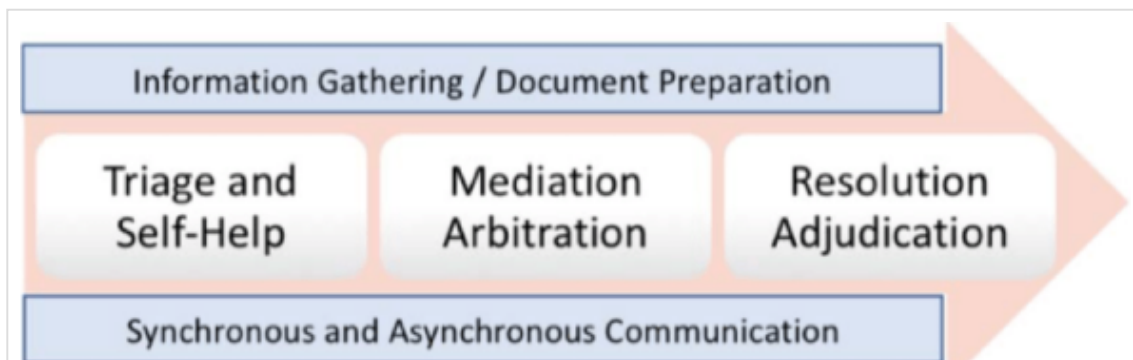 Information Gathering / Document Preparation
Triage and
Self-Help
Mediation
Arbitration
Resolution
Adjudication
Synchronous and Asynchronous Communication